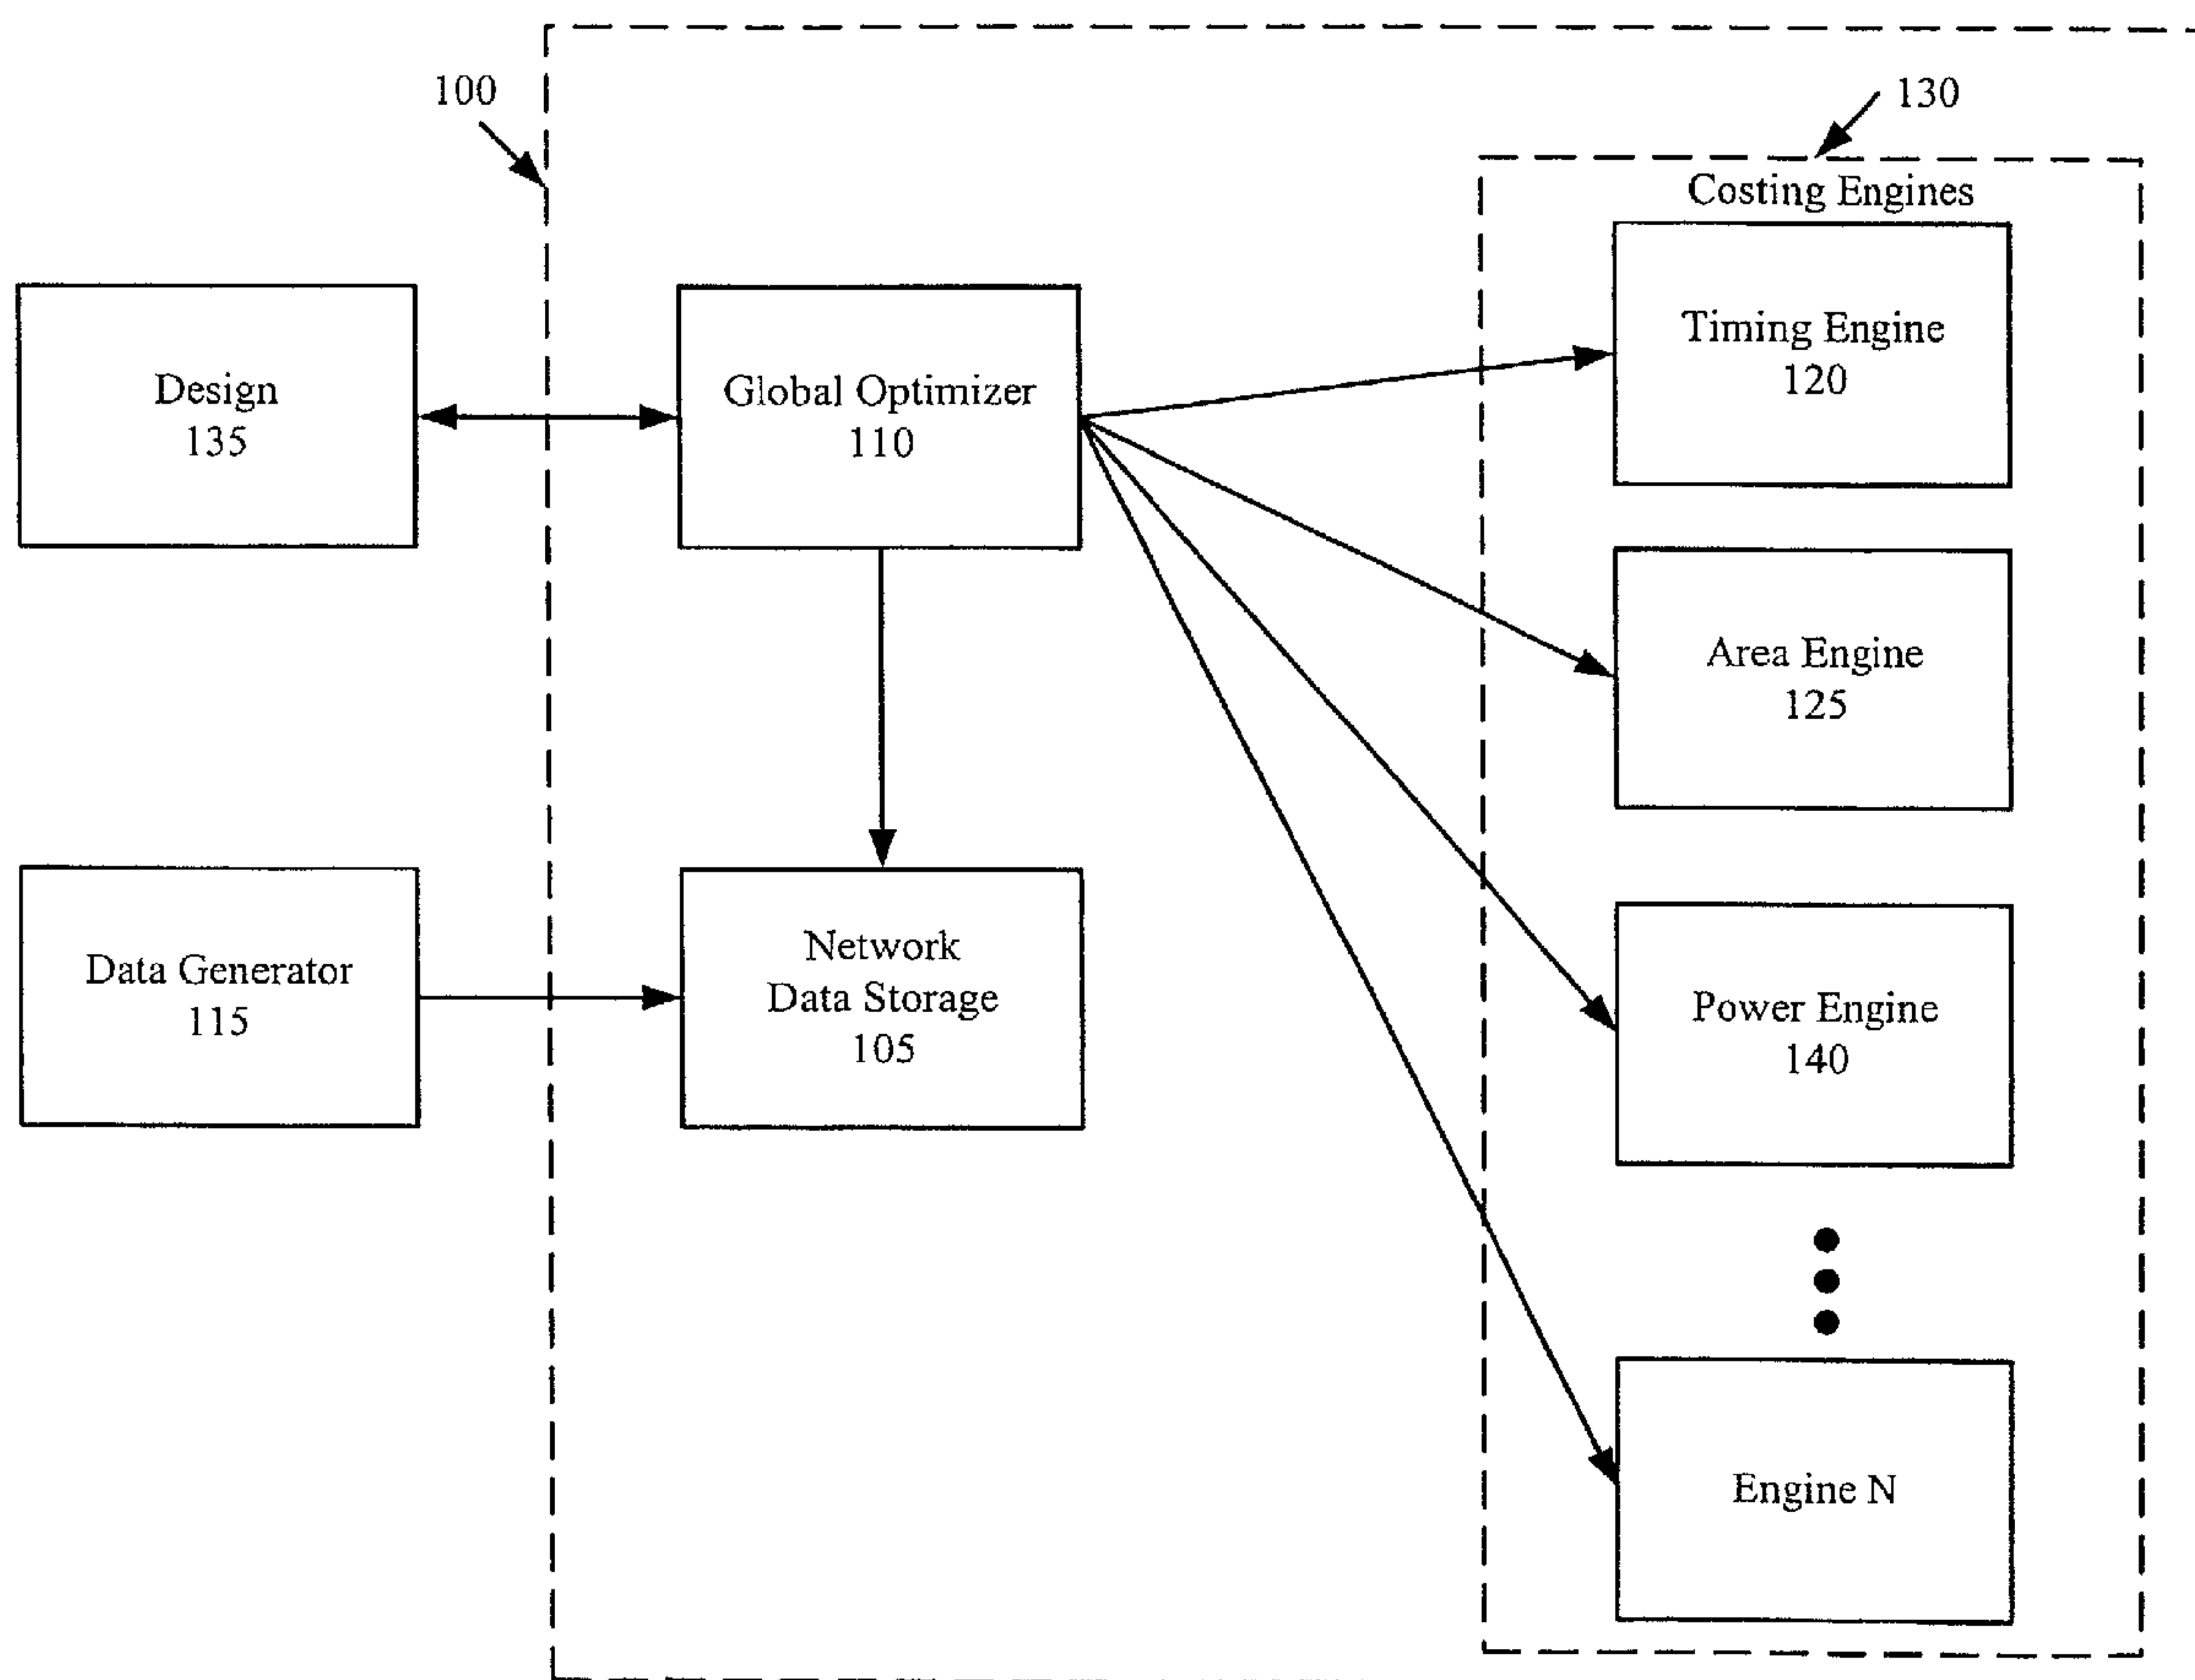 100
130
Costing Engines
Timing Engine
120
Design
135
Global Optimizer
110
Area Engine
125
Data Generator
115
Network
Data Storage
105
Power Engine
140
Engine N